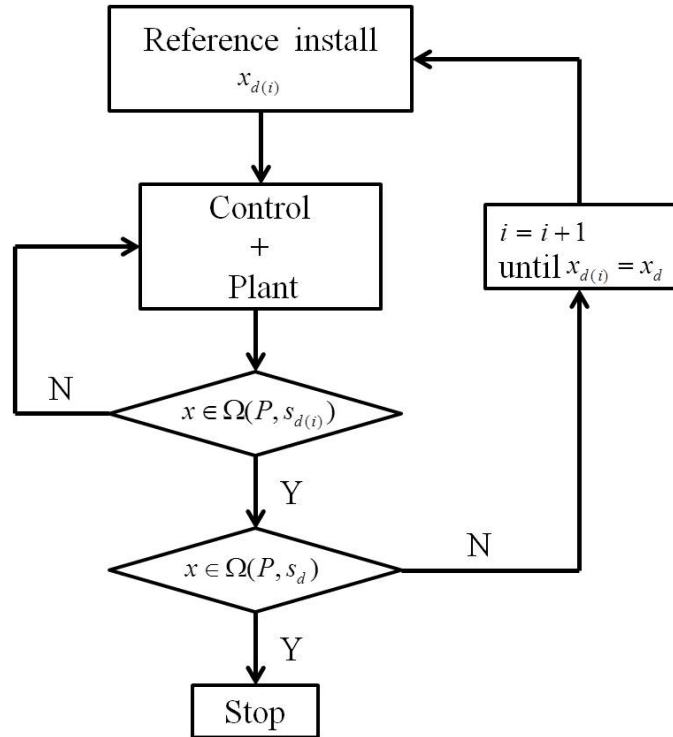 Reference install
x_{d(i)}
Control
+
Plant
i = i + 1
until x_{d(i)} = x_d
N
x ∈ Ω(P, s_{d(i)})
Y
x ∈ Ω(P, s_d)
N
Y
Stop